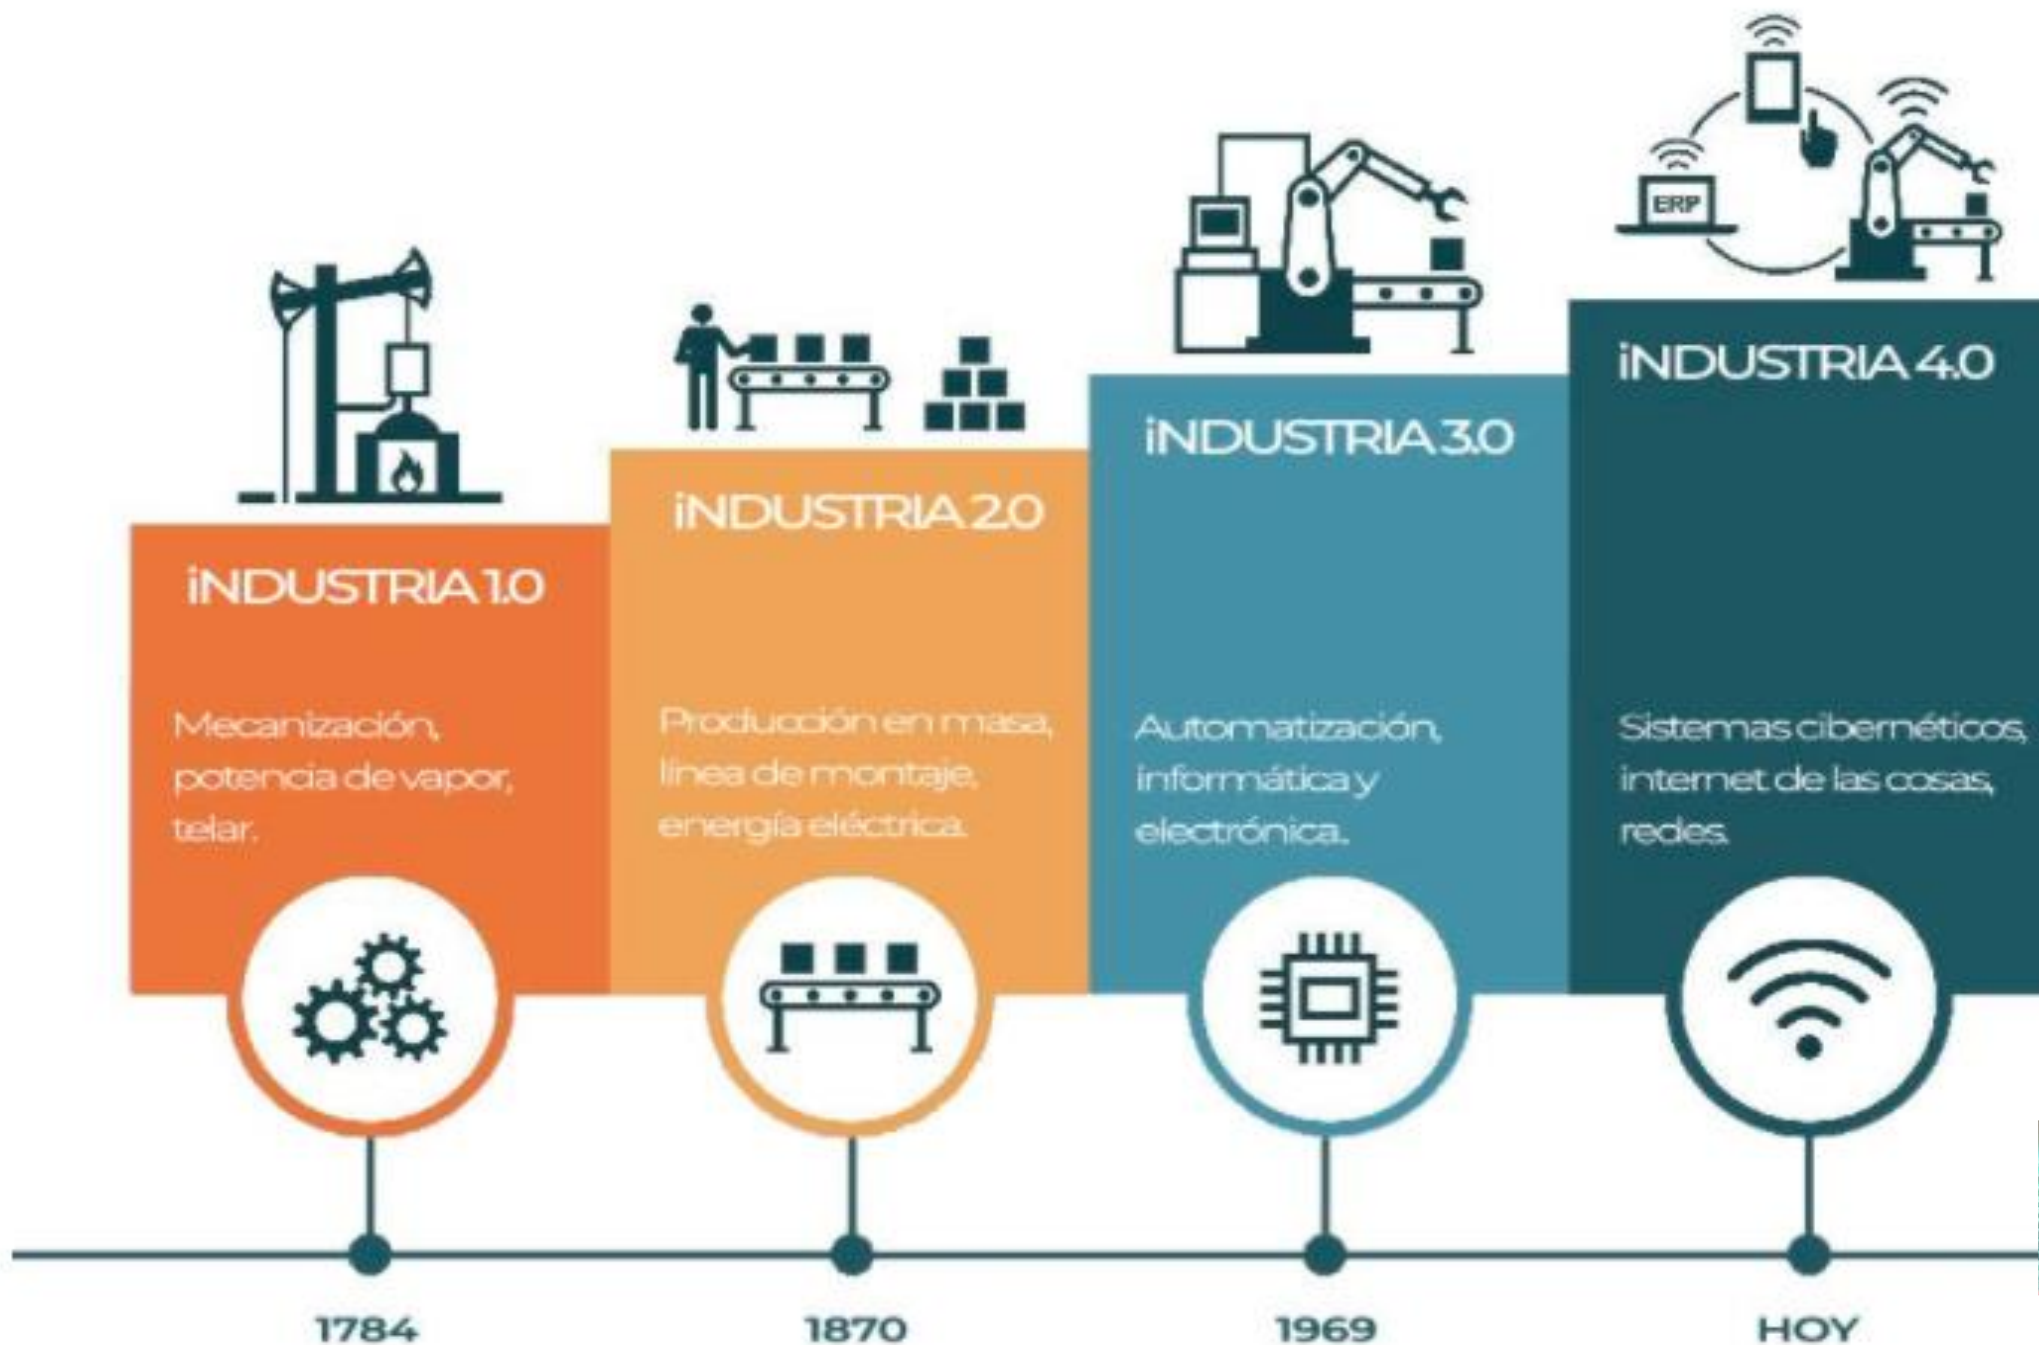 ERP
iNDUSTRIA 1.0
Mecanización,
potencia de vapor,
telar.
1784
iNDUSTRIA 2.0
Producción en masa,
línea de montaje,
energía eléctrica.
1870
iNDUSTRIA 3.0
Automatización,
informática y
electrónica..
1969
iNDUSTRIA 4.0
Sistemas cibernéticos,
internet de las cosas,
redes.
HOY